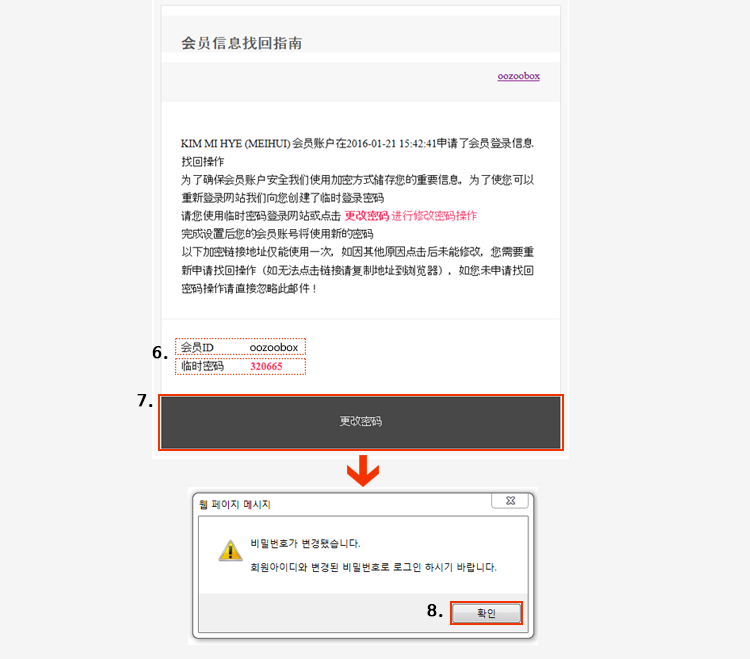 会员信息找回指南
oozoobox
KIM MI HYE (MEIHUI) 会员账户在2016-01-21 15:42:41申请了会员登录信息
找回操作
为了确保会员账户安全我们使用加密方式储存您的重要信息，为了使您可以
重新登录网站我们向您创建了临时登录密码
请您使用临时密码登录网站或点击 更改密码 进行修改密码操作
完成设置后您的会员账号将使用新的密码
以下加密链接地址仅能使用一次，如因其他原因点击后未能修改，您需要重
新申请找回操作（如无法点击链接请复制地址到浏览器），如您未申请找回
密码操作请直接忽略此邮件！
6. 会员ID oozoobox
临时密码 320665
7. 更改密码
웹 페이지 메시지
비밀번호가 변경됐습니다.
회원아이디와 변경된 비밀번호로 로그인 하시기 바랍니다.
8. 확인